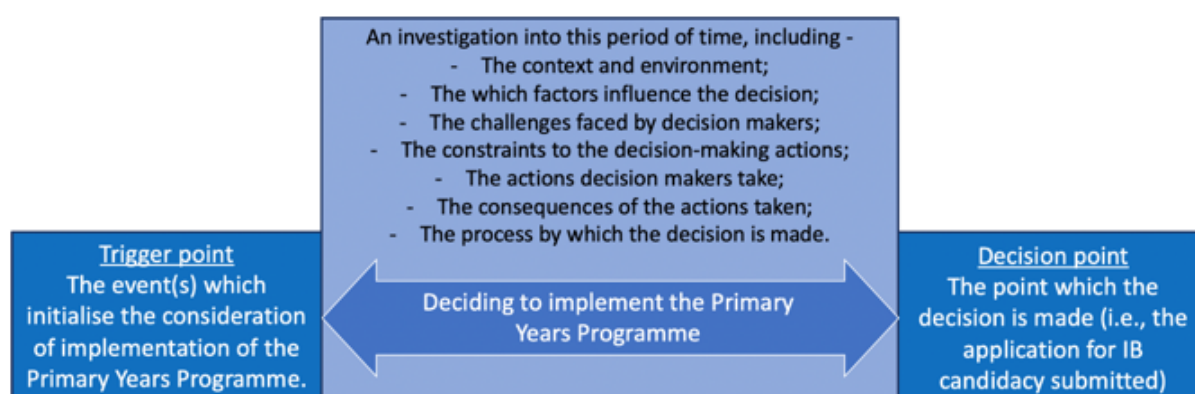 An investigation into this period of time, including -
- The context and environment;
- The which factors influence the decision;
- The challenges faced by decision makers;
- The constraints to the decision-making actions;
- The actions decision makers take;
- The consequences of the actions taken;
- The process by which the decision is made.
Trigger point
The event(s) which
initialise the consideration
of implementation of the
Primary Years Programme.
Deciding to implement the Primary
Years Programme
Decision point
The point which the
decision is made (i.e., the
application for IB
candidacy submitted)